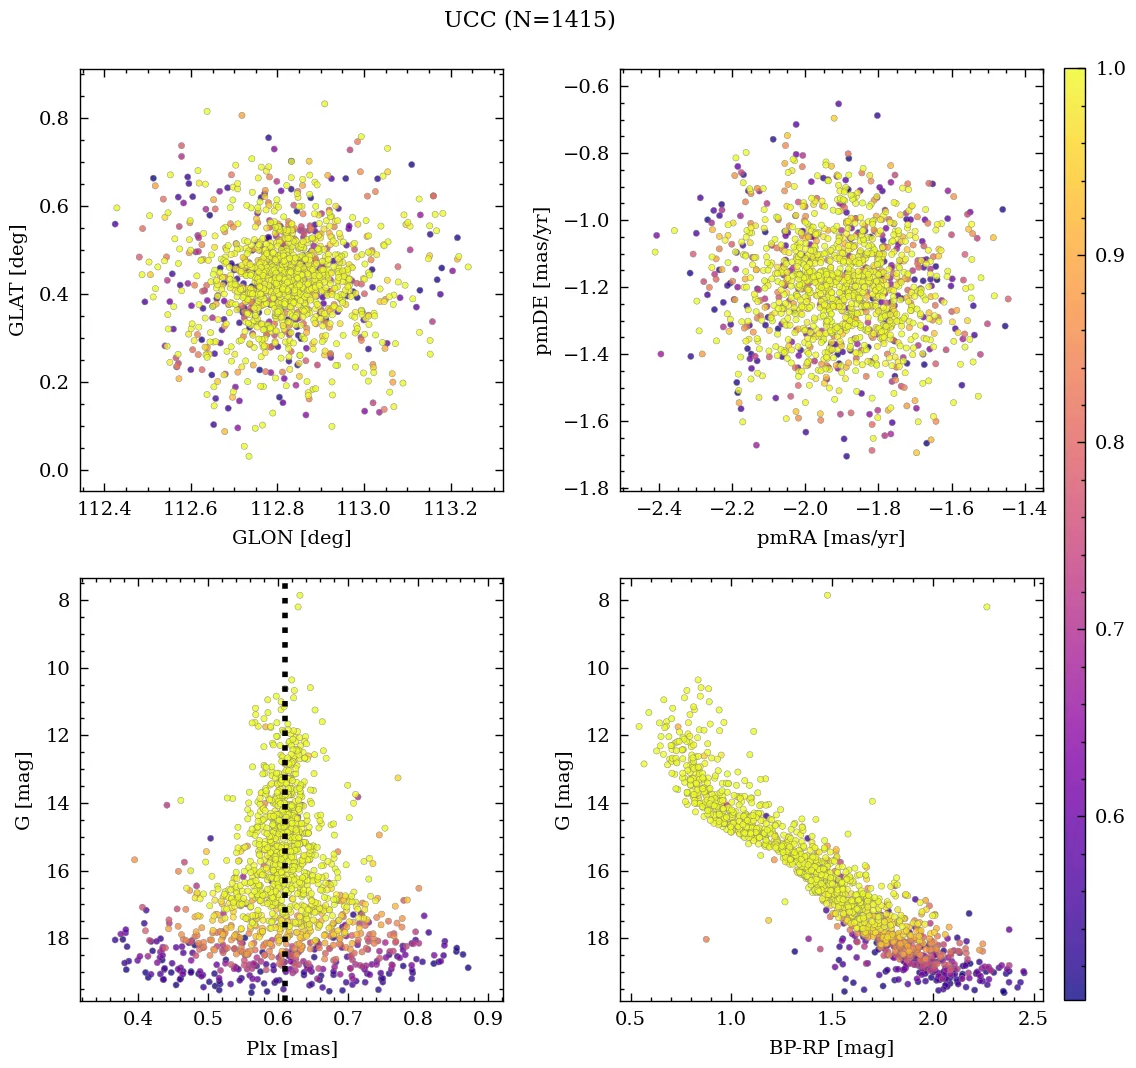 UCC (N=1415)
0.8
0.6
0.4
0.2
0.0
GLAT [deg]
112.4 112.6 112.8 113.0 113.2
GLON [deg]
−0.6
−0.8
−1.0
−1.2
−1.4
−1.6
−1.8
pmDE [mas/yr]
−2.4 −2.2 −2.0 −1.8 −1.6 −1.4
pmRA [mas/yr]
1.0
0.9
0.8
0.7
0.6
8
10
12
14
16
18
G [mag]
0.4 0.5 0.6 0.7 0.8 0.9
Plx [mas]
8
10
12
14
16
18
G [mag]
0.5 1.0 1.5 2.0 2.5
BP-RP [mag]